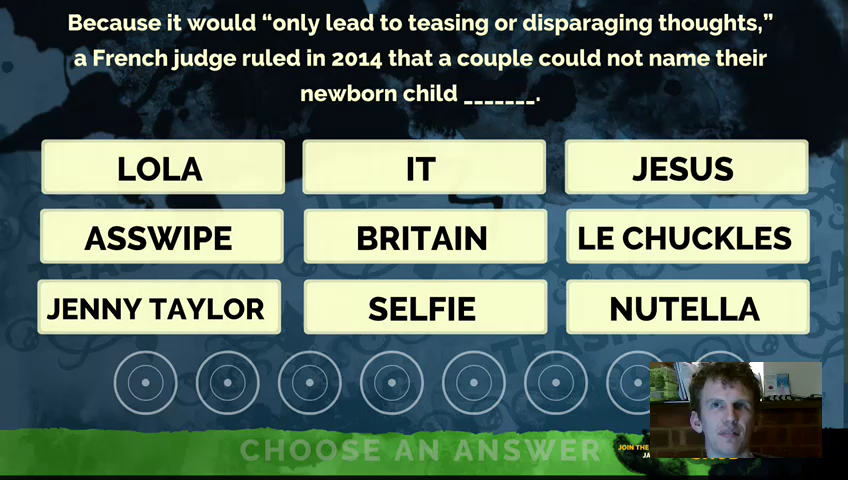 Because it would “only lead to teasing or disparaging thoughts,”
a French judge ruled in 2014 that a couple could not name their
newborn child _______.
LOLA
IT
JESUS
ASSWIPE
BRITAIN
LE CHUCKLES
JENNY TAYLOR
SELFIE
NUTELLA
CHOOSE AN ANSWER
JOIN THE